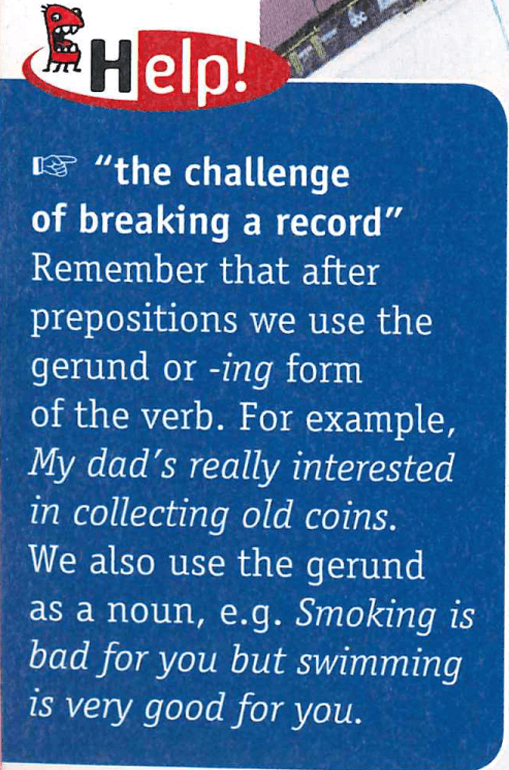 Help!
☞ “the challenge
of breaking a record”
Remember that after
prepositions we use the
gerund or -ing form
of the verb. For example,
My dad's really interested
in collecting old coins.
We also use the gerund
as a noun, e.g. Smoking is
bad for you but swimming
is very good for you.